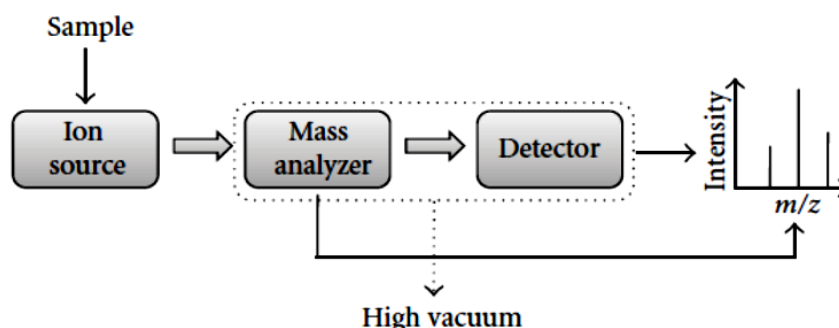 Sample
Ion
source
Mass
analyzer
Detector
Intensity
m/z
High vacuum